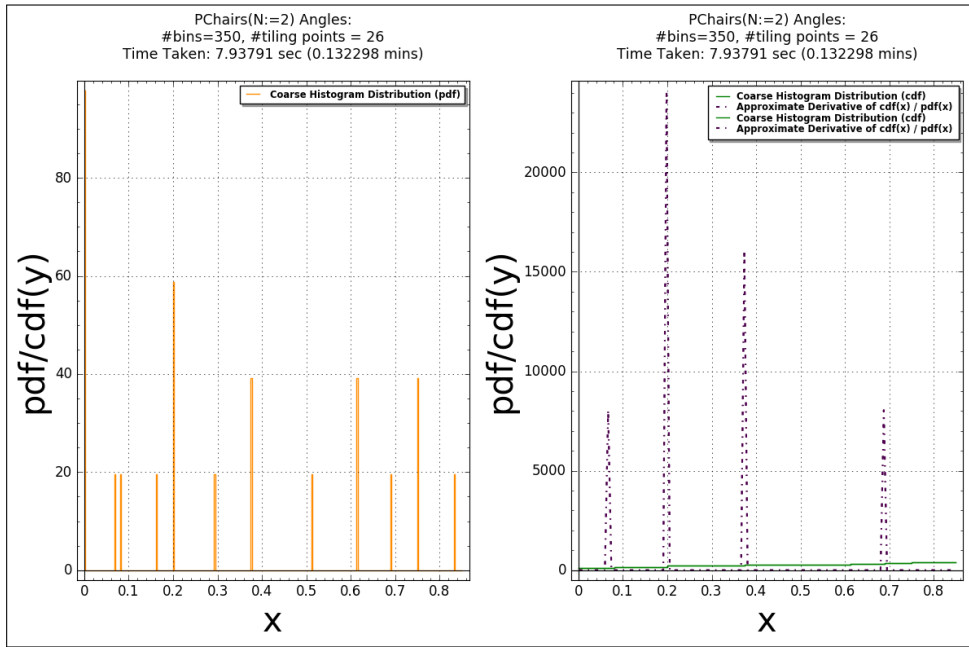 PChairs(N:=2) Angles:
#bins=350, #tiling points = 26
Time Taken: 7.93791 sec (0.132298 mins)
Coarse Histogram Distribution (pdf)
80
60
40
20
0
pdf/cdf(y)
0 0.1 0.2 0.3 0.4 0.5 0.6 0.7 0.8
x
PChairs(N:=2) Angles:
#bins=350, #tiling points = 26
Time Taken: 7.93791 sec (0.132298 mins)
Coarse Histogram Distribution (cdf)
Approximate Derivative of cdf(x) / pdf(x)
Coarse Histogram Distribution (cdf)
Approximate Derivative of cdf(x) / pdf(x)
20000
15000
10000
5000
0
pdf/cdf(y)
0 0.1 0.2 0.3 0.4 0.5 0.6 0.7 0.8
x